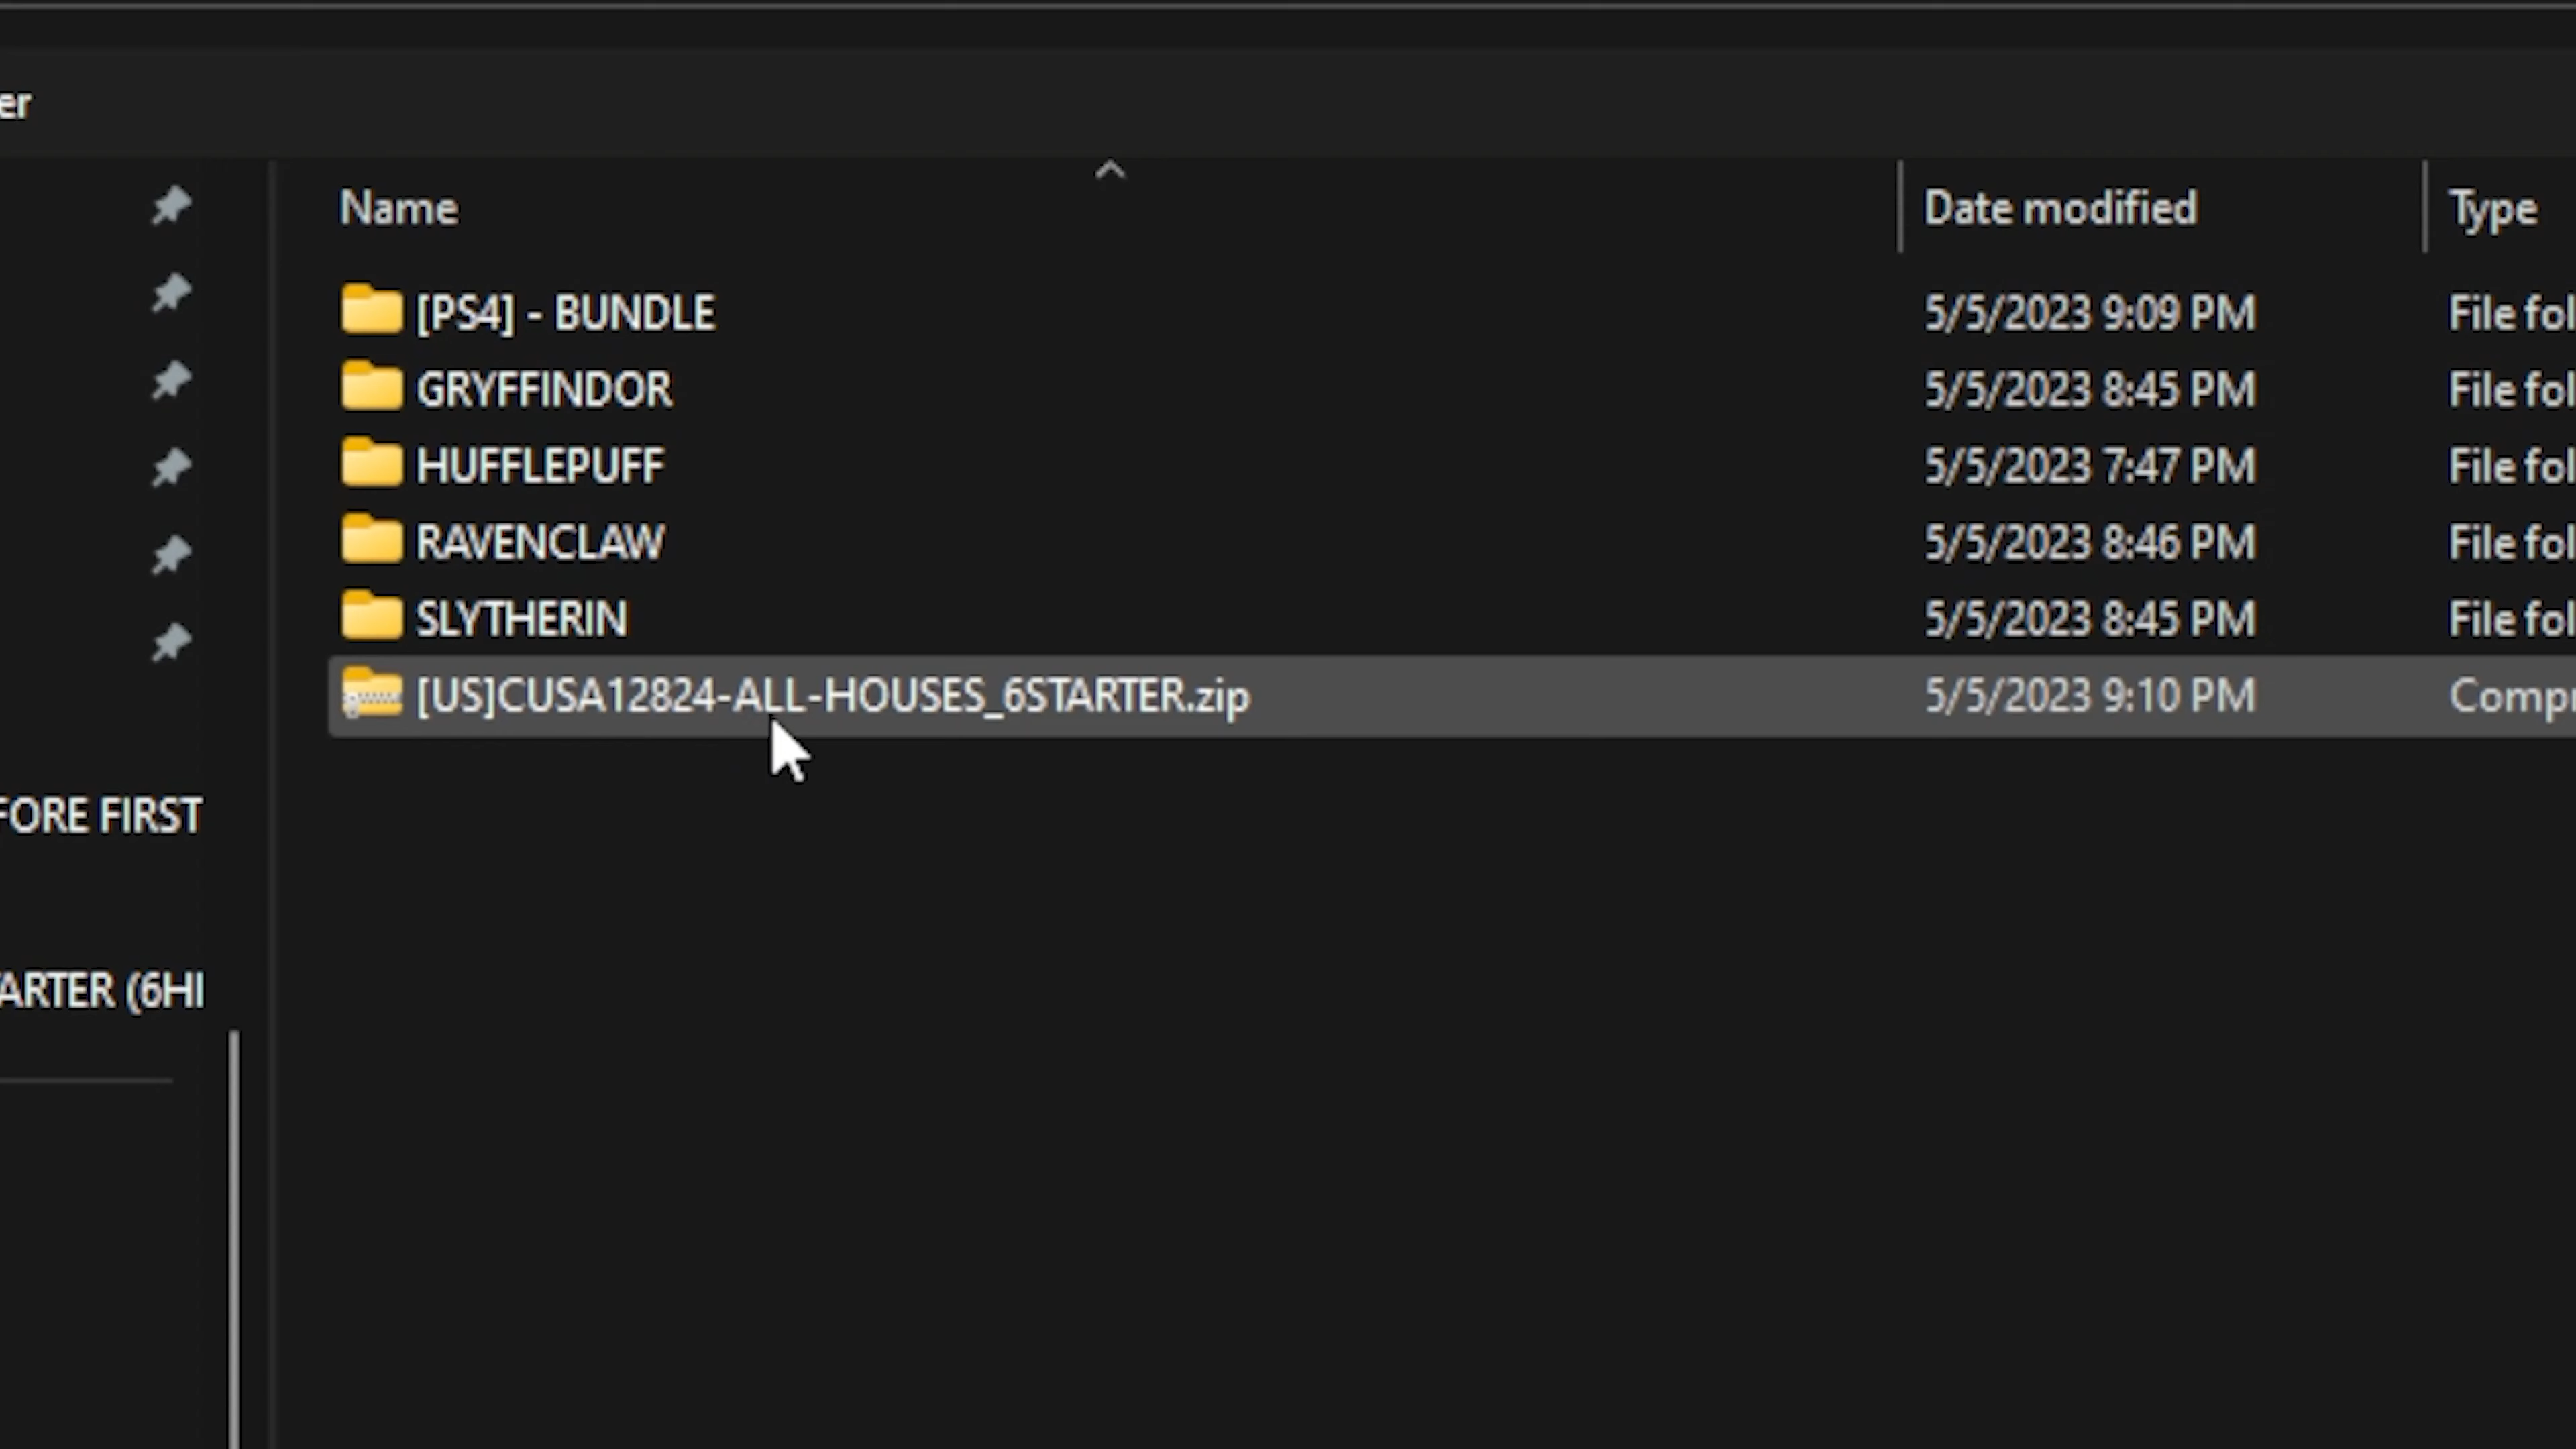 er
Name Date modified Type
[PS4] - BUNDLE 5/5/2023 9:09 PM File fol
GRYFFINDOR 5/5/2023 8:45 PM File fol
HUFFLEPUFF 5/5/2023 7:47 PM File fol
RAVENCLAW 5/5/2023 8:46 PM File fol
SLYTHERIN 5/5/2023 8:45 PM File fol
[US]CUSA12824-ALL-HOUSES_6STARTER.zip 5/5/2023 9:10 PM Comp
FORE FIRST
ARTER (6HI